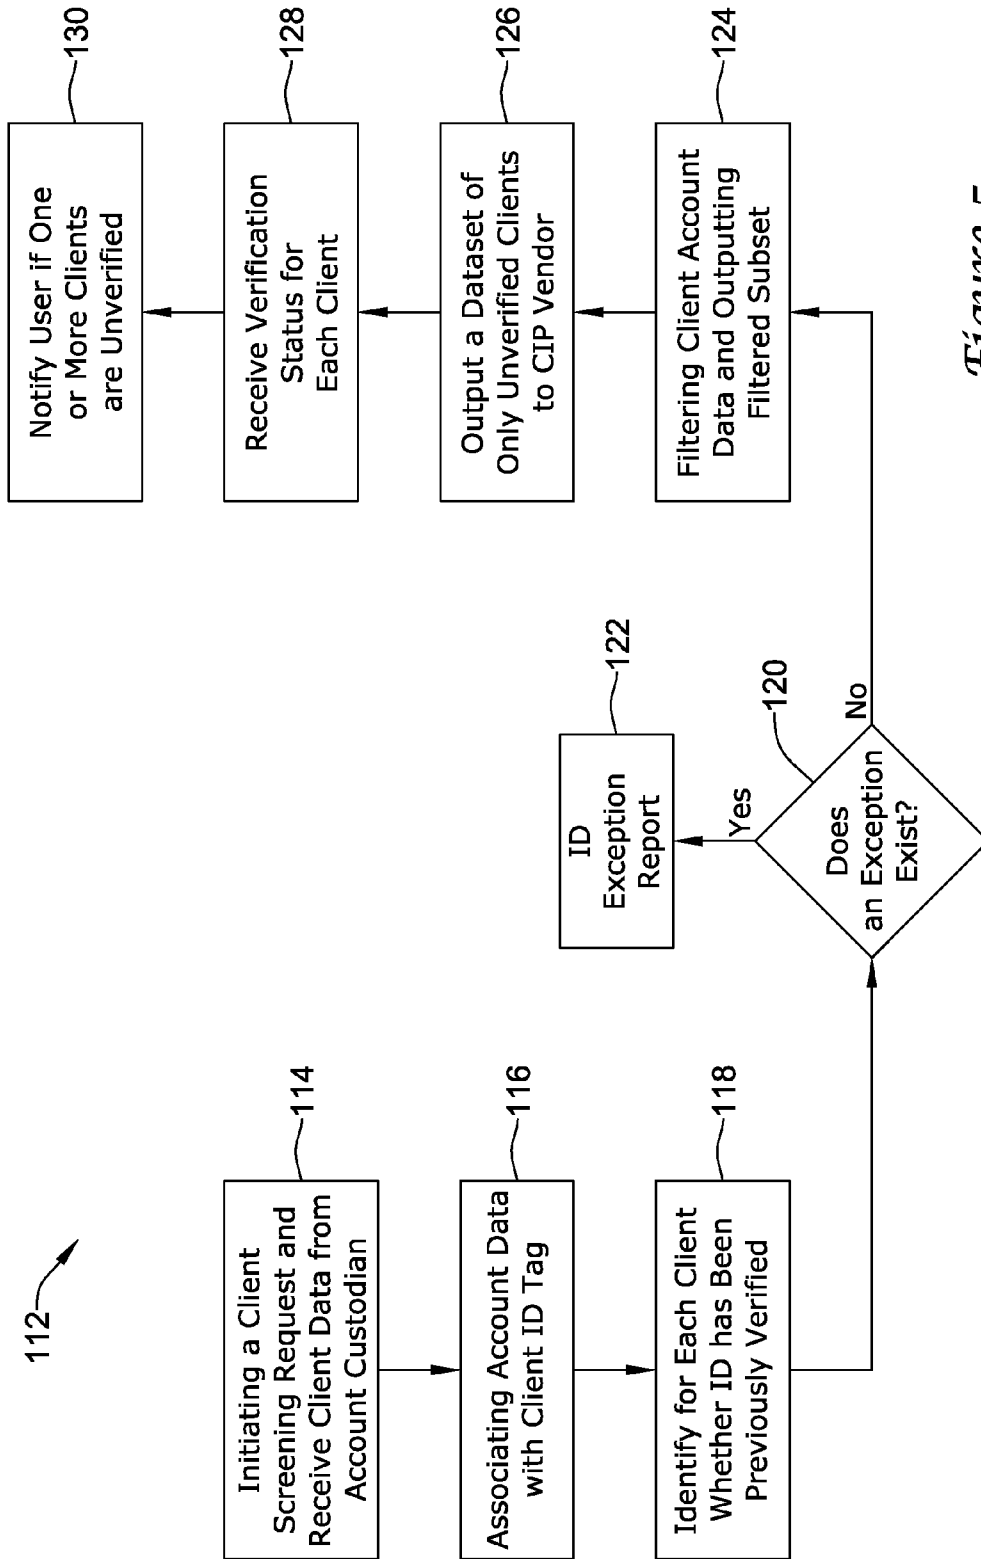 112
Initiating a Client
Screening Request and
Receive Client Data from
Account Custodian
114
Associating Account Data
with Client ID Tag
116
Identify for Each Client
Whether ID has Been
Previously Verified
118
Does
an Exception
Exist?
120
Yes
No
ID
Exception
Report
122
Filtering Client Account
Data and Outputting
Filtered Subset
124
Output a Dataset of
Only Unverified Clients
to CIP Vendor
126
Receive Verification
Status for
Each Client
128
Notify User if One
or More Clients
are Unverified
130
Figure 5